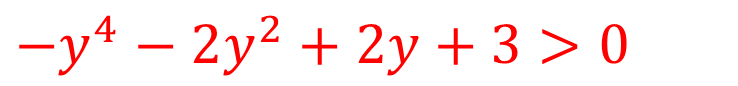 −y⁴ − 2y² + 2y + 3 > 0